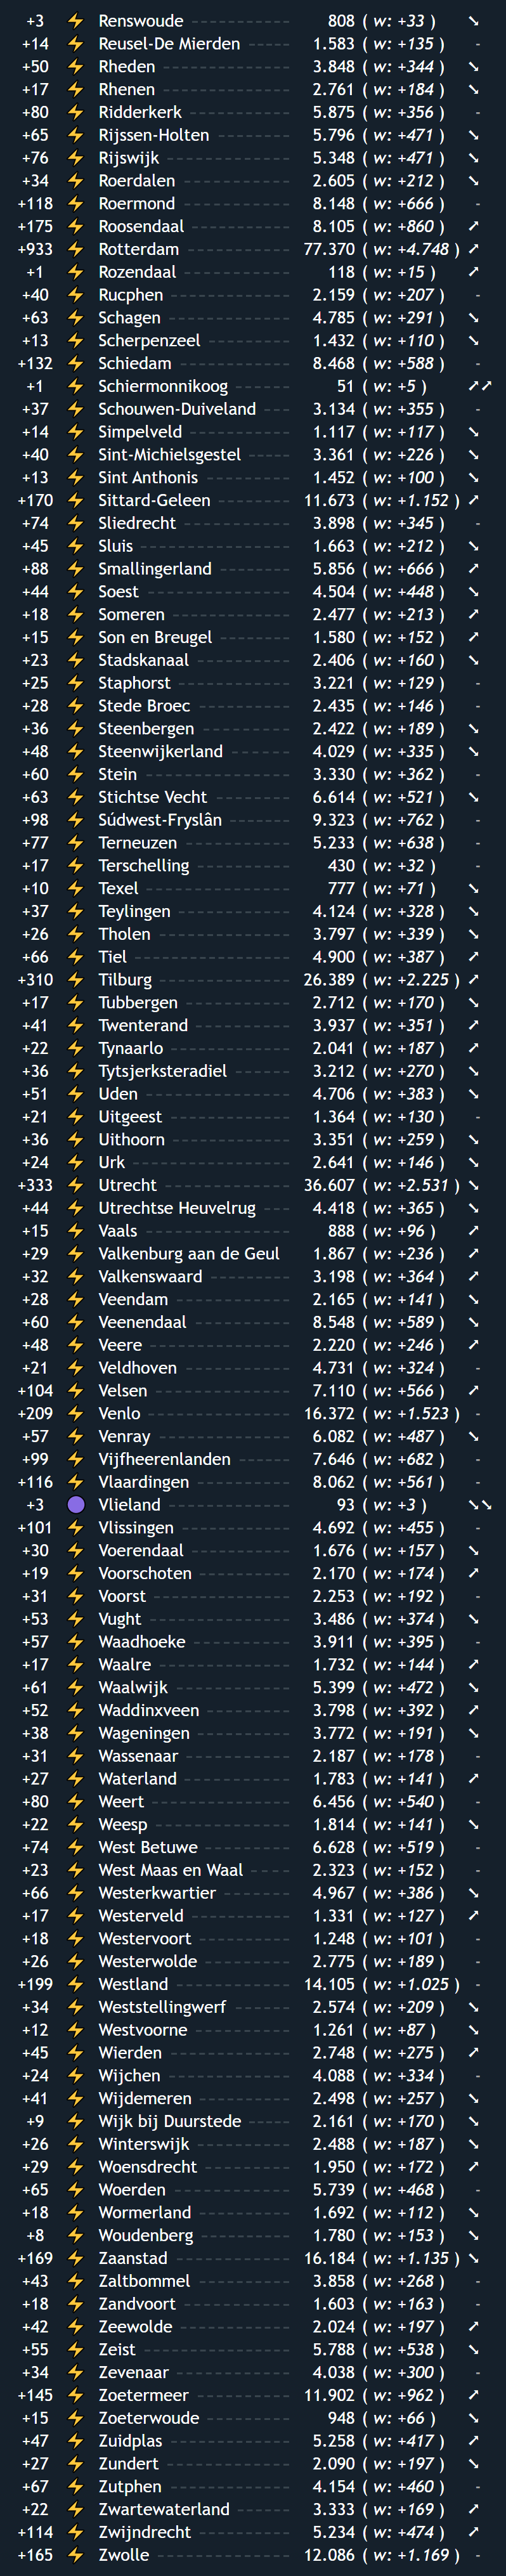 +3 ⚡ Renswoude ------ 808 ( w: +33 ) ↘
+14 ⚡ Reusel-De Mierden ------ 1.583 ( w: +135 ) -
+50 ⚡ Rheden ------ 3.848 ( w: +344 ) ↘
+17 ⚡ Rhenen ------ 2.761 ( w: +184 ) ↘
+80 ⚡ Ridderkerk ------ 5.875 ( w: +356 ) -
+65 ⚡ Rijssen-Holten ------ 5.796 ( w: +471 ) ↘
+76 ⚡ Rijswijk ------ 5.348 ( w: +471 ) ↘
+34 ⚡ Roerdalen ------ 2.605 ( w: +212 ) ↘
+118 ⚡ Roermond ------ 8.148 ( w: +666 ) -
+175 ⚡ Roosendaal ------ 8.105 ( w: +860 ) ↗
+933 ⚡ Rotterdam ------ 77.370 ( w: +4.748 ) ↗
+1 ⚡ Rozendaal ------ 118 ( w: +15 ) ↗
+40 ⚡ Rucphen ------ 2.159 ( w: +207 ) -
+63 ⚡ Schagen ------ 4.785 ( w: +291 ) ↘
+13 ⚡ Scherpenzeel ------ 1.432 ( w: +110 ) ↘
+132 ⚡ Schiedam ------ 8.468 ( w: +588 ) -
+1 ⚡ Schiermonnikoog ------ 51 ( w: +5 ) ↗↗
+37 ⚡ Schouwen-Duiveland ---- 3.134 ( w: +355 ) -
+14 ⚡ Simpelveld ------ 1.117 ( w: +117 ) ↘
+40 ⚡ Sint-Michielsgestel ------ 3.361 ( w: +226 ) ↘
+13 ⚡ Sint Anthonis ------ 1.452 ( w: +100 ) ↘
+170 ⚡ Sittard-Geleen ------ 11.673 ( w: +1.152 ) ↗
+74 ⚡ Sliedrecht ------ 3.898 ( w: +345 ) -
+45 ⚡ Sluis ------ 1.663 ( w: +212 ) ↘
+88 ⚡ Smallingerland ------ 5.856 ( w: +666 ) ↗
+44 ⚡ Soest ------ 4.504 ( w: +448 ) ↘
+18 ⚡ Someren ------ 2.477 ( w: +213 ) ↗
+15 ⚡ Son en Breugel ------ 1.580 ( w: +152 ) ↗
+23 ⚡ Stadskanaal ------ 2.406 ( w: +160 ) ↘
+25 ⚡ Staphorst ------ 3.221 ( w: +129 ) -
+28 ⚡ Stede Broec ------ 2.435 ( w: +146 ) -
+36 ⚡ Steenbergen ------ 2.422 ( w: +189 ) ↘
+48 ⚡ Steenwijkerland ------ 4.029 ( w: +335 ) ↘
+60 ⚡ Stein ------ 3.330 ( w: +362 ) -
+63 ⚡ Stichtse Vecht ------ 6.614 ( w: +521 ) ↘
+98 ⚡ Súdwest-Fryslân ------ 9.323 ( w: +762 ) -
+77 ⚡ Terneuzen ------ 5.233 ( w: +638 ) -
+17 ⚡ Terschelling ------ 430 ( w: +32 ) -
+10 ⚡ Texel ------ 777 ( w: +71 ) ↘
+37 ⚡ Teylingen ------ 4.124 ( w: +328 ) ↘
+26 ⚡ Tholen ------ 3.797 ( w: +339 ) ↘
+66 ⚡ Tiel ------ 4.900 ( w: +387 ) ↗
+310 ⚡ Tilburg ------ 26.389 ( w: +2.225 ) ↗
+17 ⚡ Tubbergen ------ 2.712 ( w: +170 ) ↘
+41 ⚡ Twenterand ------ 3.937 ( w: +351 ) ↗
+22 ⚡ Tynaarlo ------ 2.041 ( w: +187 ) ↗
+36 ⚡ Tytsjerksteradiel ------ 3.212 ( w: +270 ) ↘
+51 ⚡ Uden ------ 4.706 ( w: +383 ) ↘
+21 ⚡ Uitgeest ------ 1.364 ( w: +130 ) -
+36 ⚡ Uithoorn ------ 3.351 ( w: +259 ) ↘
+24 ⚡ Urk ------ 2.641 ( w: +146 ) ↘
+333 ⚡ Utrecht ------ 36.607 ( w: +2.531 ) ↘
+44 ⚡ Utrechtse Heuvelrug ---- 4.418 ( w: +365 ) ↘
+15 ⚡ Vaals ------ 888 ( w: +96 ) ↗
+29 ⚡ Valkenburg aan de Geul 1.867 ( w: +236 ) ↗
+32 ⚡ Valkenswaard ------ 3.198 ( w: +364 ) ↗
+28 ⚡ Veendam ------ 2.165 ( w: +141 ) ↘
+60 ⚡ Veenendaal ------ 8.548 ( w: +589 ) ↘
+48 ⚡ Veere ------ 2.220 ( w: +246 ) ↗
+21 ⚡ Veldhoven ------ 4.731 ( w: +324 ) -
+104 ⚡ Velsen ------ 7.110 ( w: +566 ) ↗
+209 ⚡ Venlo ------ 16.372 ( w: +1.523 ) -
+57 ⚡ Venray ------ 6.082 ( w: +487 ) ↘
+99 ⚡ Vijfheerenlanden ------ 7.646 ( w: +682 ) -
+116 ⚡ Vlaardingen ------ 8.062 ( w: +561 ) -
+3 🟣 Vlieland ------ 93 ( w: +3 ) ↘↘
+101 ⚡ Vlissingen ------ 4.692 ( w: +455 ) -
+30 ⚡ Voerendaal ------ 1.676 ( w: +157 ) ↘
+19 ⚡ Voorschoten ------ 2.170 ( w: +174 ) ↗
+31 ⚡ Voorst ------ 2.253 ( w: +192 ) -
+53 ⚡ Vught ------ 3.486 ( w: +374 ) ↘
+57 ⚡ Waadhoeke ------ 3.911 ( w: +395 ) -
+17 ⚡ Waalre ------ 1.732 ( w: +144 ) ↗
+61 ⚡ Waalwijk ------ 5.399 ( w: +472 ) ↘
+52 ⚡ Waddinxveen ------ 3.798 ( w: +392 ) ↗
+38 ⚡ Wageningen ------ 3.772 ( w: +191 ) ↘
+31 ⚡ Wassenaar ------ 2.187 ( w: +178 ) -
+27 ⚡ Waterland ------ 1.783 ( w: +141 ) ↗
+80 ⚡ Weert ------ 6.456 ( w: +540 ) -
+22 ⚡ Weesp ------ 1.814 ( w: +141 ) ↘
+74 ⚡ West Betuwe ------ 6.628 ( w: +519 ) -
+23 ⚡ West Maas en Waal ------ 2.323 ( w: +152 ) -
+66 ⚡ Westerkwartier ------ 4.967 ( w: +386 ) ↘
+17 ⚡ Westerveld ------ 1.331 ( w: +127 ) ↗
+18 ⚡ Westervoort ------ 1.248 ( w: +101 ) -
+26 ⚡ Westerwolde ------ 2.775 ( w: +189 ) -
+199 ⚡ Westland ------ 14.105 ( w: +1.025 ) -
+34 ⚡ Weststellingwerf ------ 2.574 ( w: +209 ) ↘
+12 ⚡ Westvoorne ------ 1.261 ( w: +87 ) ↘
+45 ⚡ Wierden ------ 2.748 ( w: +275 ) ↗
+24 ⚡ Wijchen ------ 4.088 ( w: +334 ) -
+41 ⚡ Wijdemeren ------ 2.498 ( w: +257 ) ↘
+9 ⚡ Wijk bij Duurstede ------ 2.161 ( w: +170 ) ↘
+26 ⚡ Winterswijk ------ 2.488 ( w: +187 ) ↘
+29 ⚡ Woensdrecht ------ 1.950 ( w: +172 ) ↗
+65 ⚡ Woerden ------ 5.739 ( w: +468 ) -
+18 ⚡ Wormerland ------ 1.692 ( w: +112 ) ↘
+8 ⚡ Woudenberg ------ 1.780 ( w: +153 ) ↘
+169 ⚡ Zaanstad ------ 16.184 ( w: +1.135 ) ↘
+43 ⚡ Zaltbommel ------ 3.858 ( w: +268 ) -
+18 ⚡ Zandvoort ------ 1.603 ( w: +163 ) -
+42 ⚡ Zeewolde ------ 2.024 ( w: +197 ) ↗
+55 ⚡ Zeist ------ 5.788 ( w: +538 ) ↘
+34 ⚡ Zevenaar ------ 4.038 ( w: +300 ) -
+145 ⚡ Zoetermeer ------ 11.902 ( w: +962 ) ↗
+15 ⚡ Zoeterwoude ------ 948 ( w: +66 ) ↘
+47 ⚡ Zuidplas ------ 5.258 ( w: +417 ) ↗
+27 ⚡ Zundert ------ 2.090 ( w: +197 ) ↘
+67 ⚡ Zutphen ------ 4.154 ( w: +460 ) -
+22 ⚡ Zwartewaterland ------ 3.333 ( w: +169 ) ↗
+114 ⚡ Zwijndrecht ------ 5.234 ( w: +474 ) ↗
+165 ⚡ Zwolle ------ 12.086 ( w: +1.169 ) -